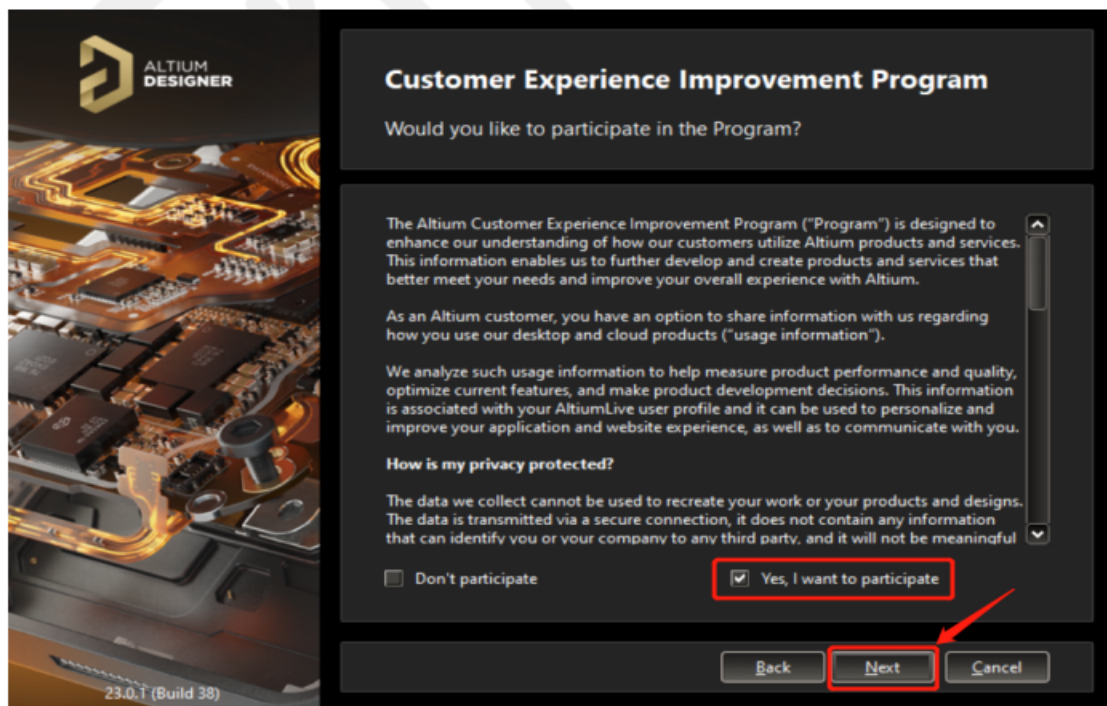 ALTIUM
DESIGNER
Customer Experience Improvement Program
Would you like to participate in the Program?
The Altium Customer Experience Improvement Program ("Program") is designed to
enhance our understanding of how our customers utilize Altium products and services.
This information enables us to further develop and create products and services that
better meet your needs and improve your overall experience with Altium.
As an Altium customer, you have an option to share information with us regarding
how you use our desktop and cloud products ("usage information").
We analyze such usage information to help measure product performance and quality,
optimize current features, and make product development decisions. This information
is associated with your AltiumLive user profile and it can be used to personalize and
improve your application and website experience, as well as to communicate with you.
How is my privacy protected?
The data we collect cannot be used to recreate your work or your products and designs.
The data is transmitted via a secure connection, it does not contain any information
that can identify you or your company to any third party, and it will not be meaningful
Don't participate
Yes, I want to participate
Back
Next
Cancel
23.0.1 (Build 38)